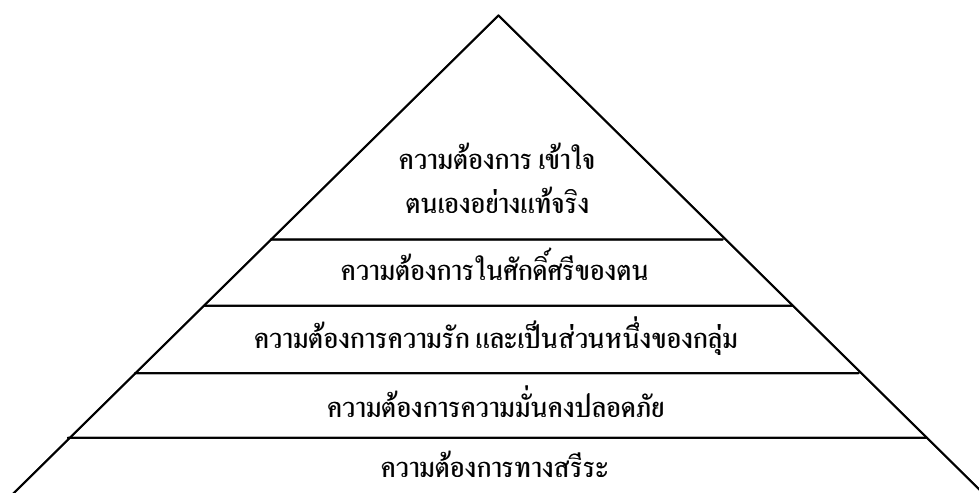 ความต้องการ เข้าใจ
ตนเองอย่างแท้จริง
ความต้องการในศักดิ์ศรีของตน
ความต้องการความรัก และเป็นส่วนหนึ่งของกลุ่ม
ความต้องการความมั่นคงปลอดภัย
ความต้องการทางสรีระ